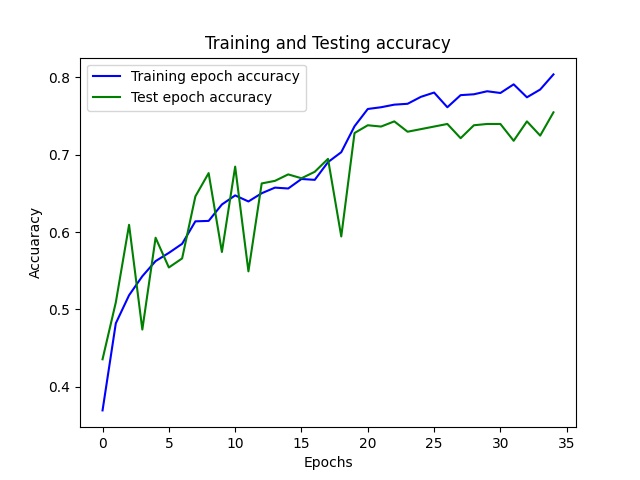 Training and Testing accuracy
Training epoch accuracy
Test epoch accuracy
0.8
0.7
0.6
0.5
0.4
Accuaracy
0 5 10 15 20 25 30 35
Epochs